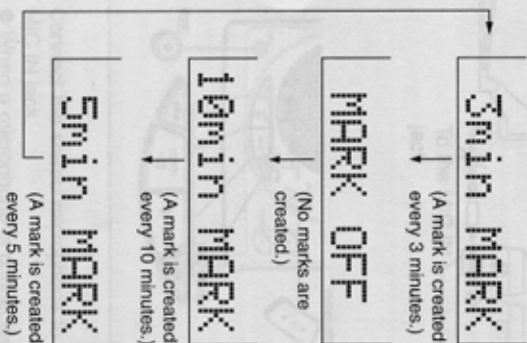 3min MARK
(A mark is created
every 3 minutes.)
MARK OFF
(No marks are
created.)
10min MARK
(A mark is created
every 10 minutes.)
5min MARK
(A mark is created
every 5 minutes.)